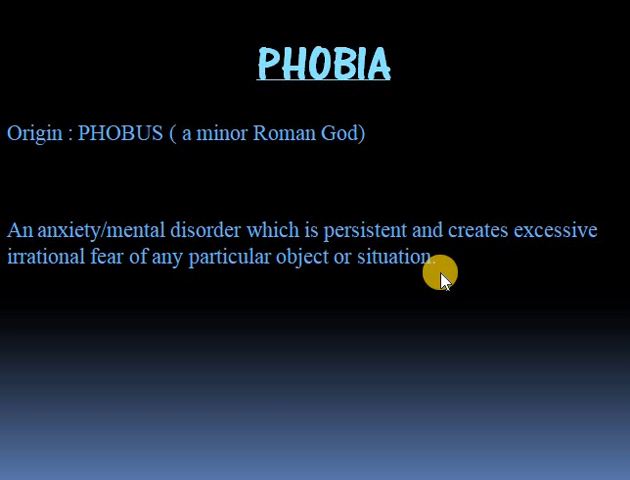 PHOBIA
Origin : PHOBUS ( a minor Roman God)
An anxiety/mental disorder which is persistent and creates excessive
irrational fear of any particular object or situation.